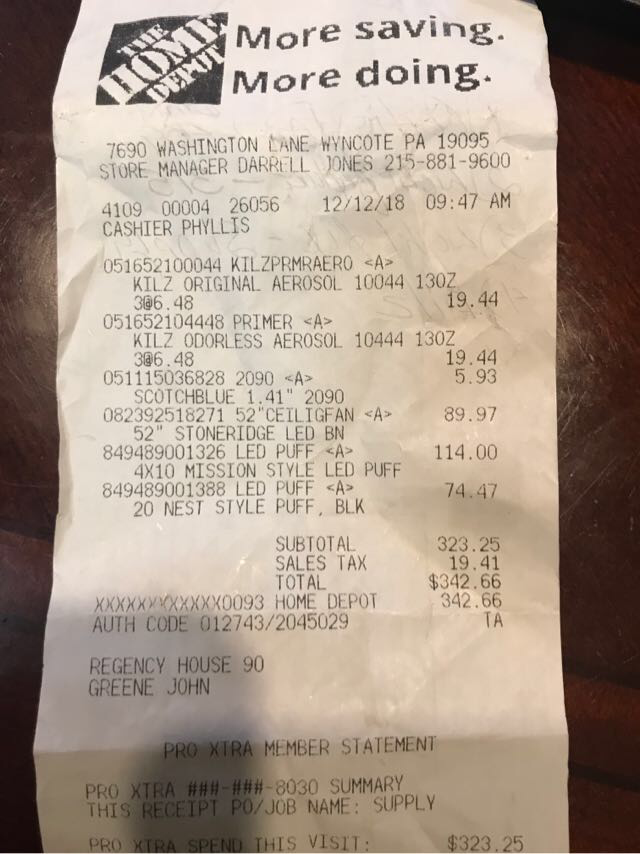 THE
HOME
DEPOT
More saving.
More doing.
7690 WASHINGTON LANE WYNCOTE PA 19095
STORE MANAGER DARRELL JONES 215-881-9600
4109 00004 26056 12/12/18 09:47 AM
CASHIER PHYLLIS
051652100044 KILZPRMRAERO <A>
KILZ ORIGINAL AEROSOL 10044 13OZ
3@6.48 19.44
051652104448 PRIMER <A>
KILZ ODORLESS AEROSOL 10444 13OZ
3@6.48 19.44
051115036828 2090 <A> 5.93
SCOTCHBLUE 1.41" 2090
082392518271 52"CEILIGFAN <A> 89.97
52" STONERIDGE LED BN
849489001326 LED PUFF <A> 114.00
4X10 MISSION STYLE LED PUFF
849489001388 LED PUFF <A> 74.47
20 NEST STYLE PUFF, BLK
SUBTOTAL 323.25
SALES TAX 19.41
TOTAL $342.66
XXXXXXXXXXXX0093 HOME DEPOT 342.66
AUTH CODE 012743/2045029 TA
REGENCY HOUSE 90
GREENE JOHN
PRO XTRA MEMBER STATEMENT
PRO XTRA ###-###-8030 SUMMARY
THIS RECEIPT PO/JOB NAME: SUPPLY
PRO XTRA SPEND THIS VISIT: $323.25